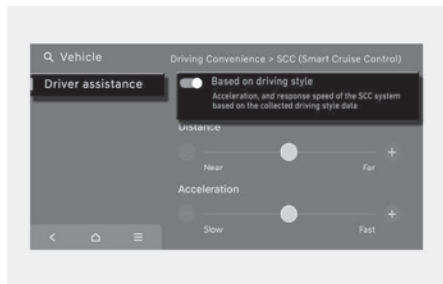 Vehicle
Driving Convenience > SCC (Smart Cruise Control)
Driver assistance
Based on driving style
Acceleration, and response speed of the SCC system
based on the collected driving style data
Distance
Near
Far
Acceleration
Slow
Fast